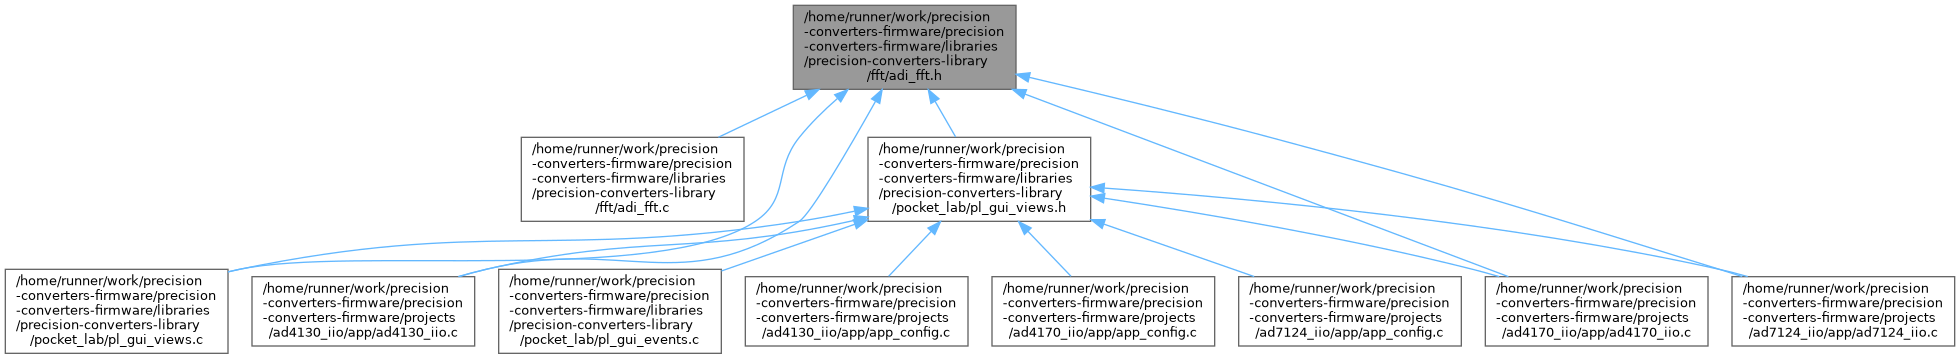 /home/runner/work/precision
-converters-firmware/precision
-converters-firmware/libraries
/precision-converters-library
/fft/adi_fft.h
/home/runner/work/precision
-converters-firmware/precision
-converters-firmware/libraries
/precision-converters-library
/fft/adi_fft.c
/home/runner/work/precision
-converters-firmware/precision
-converters-firmware/libraries
/precision-converters-library
/pocket_lab/pl_gui_views.h
/home/runner/work/precision
-converters-firmware/precision
-converters-firmware/libraries
/precision-converters-library
/pocket_lab/pl_gui_views.c
/home/runner/work/precision
-converters-firmware/precision
-converters-firmware/projects
/ad4130_iio/app/ad4130_iio.c
/home/runner/work/precision
-converters-firmware/precision
-converters-firmware/libraries
/precision-converters-library
/pocket_lab/pl_gui_events.c
/home/runner/work/precision
-converters-firmware/precision
-converters-firmware/projects
/ad4130_iio/app/app_config.c
/home/runner/work/precision
-converters-firmware/precision
-converters-firmware/projects
/ad4170_iio/app/app_config.c
/home/runner/work/precision
-converters-firmware/precision
-converters-firmware/projects
/ad7124_iio/app/app_config.c
/home/runner/work/precision
-converters-firmware/precision
-converters-firmware/projects
/ad4170_iio/app/ad4170_iio.c
/home/runner/work/precision
-converters-firmware/precision
-converters-firmware/projects
/ad7124_iio/app/ad7124_iio.c